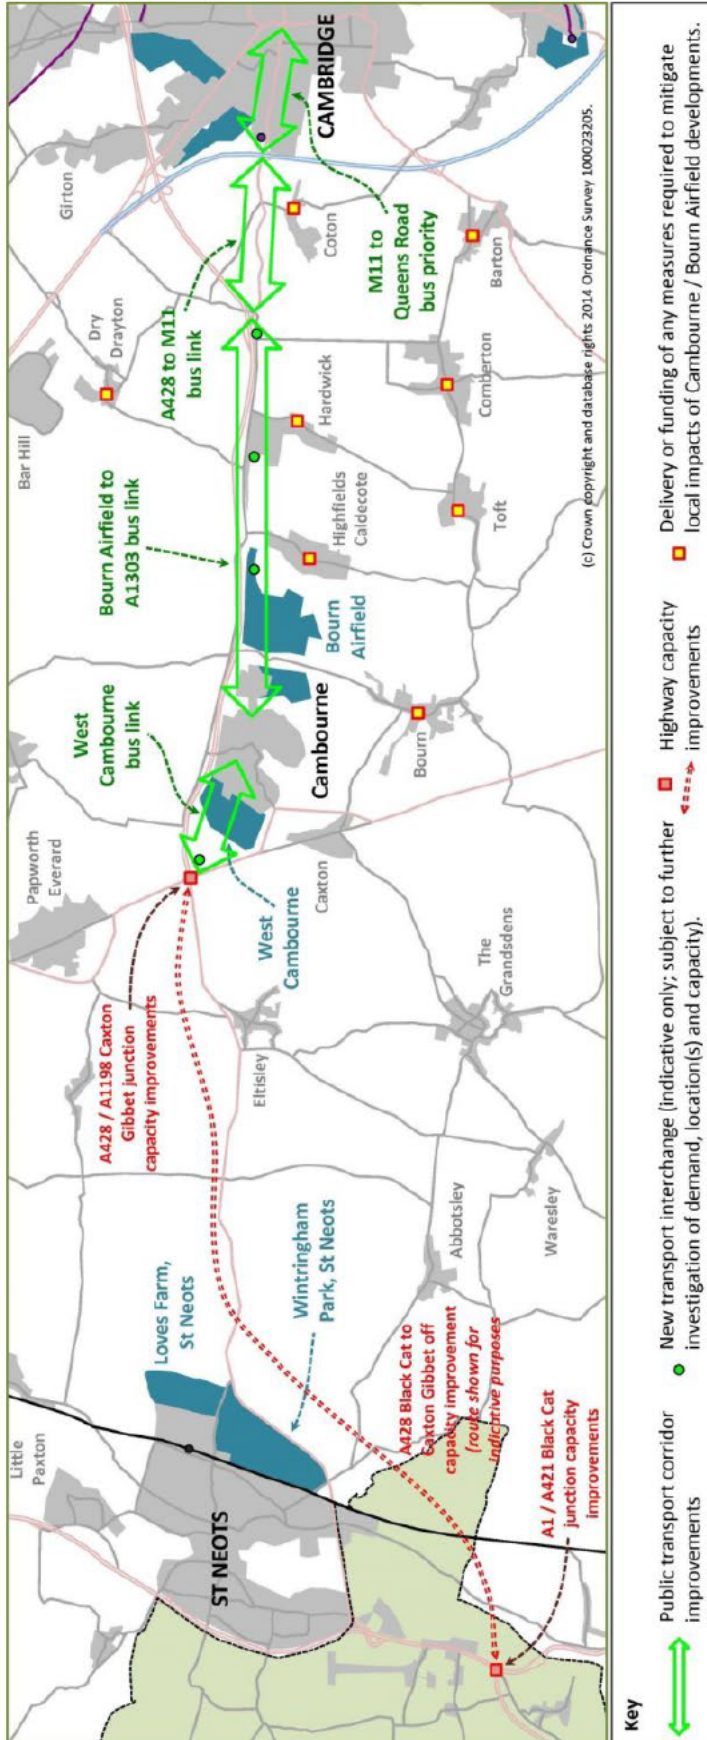 Little
Paxton
ST NEOTS
Loves Farm,
St Neots
Wintringham
Park, St Neots
A428 Black Cat to
Caxton Gibbet off
capacity improvement
(route shown for
indicative purposes
A1 / A421 Black Cat
junction capacity
improvements
Abbotsley
Waresley
Eltisley
The
Grandsdens
A428 / A1198 Caxton
Gibbet junction
capacity improvements
Papworth
Everard
West
Cambourne
Caxton
West
Cambourne
bus link
Cambourne
Bourn
Bourn
Airfield
Bourn Airfield to
A1303 bus link
Highfields
Caldecote
Toft
Hardwick
Comberton
Bar Hill
Dry
Drayton
A428 to M11
bus link
Coton
Barton
Girton
M11 to
Queens Road
bus priority
CAMBRIDGE
(c) Crown copyright and database rights 2014 Ordnance Survey 100023205.
Key
Public transport corridor
improvements
New transport interchange (indicative only; subject to further
investigation of demand, location(s) and capacity).
Highway capacity
improvements
Delivery or funding of any measures required to mitigate
local impacts of Cambourne / Bourn Airfield developments.